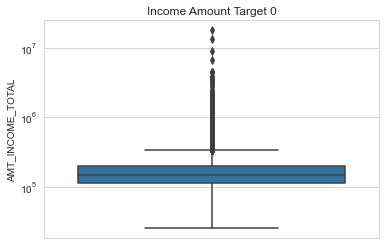 Income Amount Target 0
10⁷
10⁶
10⁵
AMT_INCOME_TOTAL